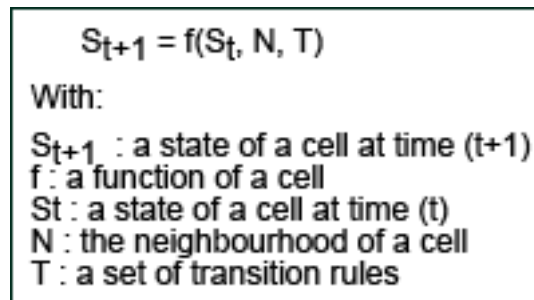 St+1 = f(St, N, T)
With:
St+1 : a state of a cell at time (t+1)
f : a function of a cell
St : a state of a cell at time (t)
N : the neighbourhood of a cell
T : a set of transition rules